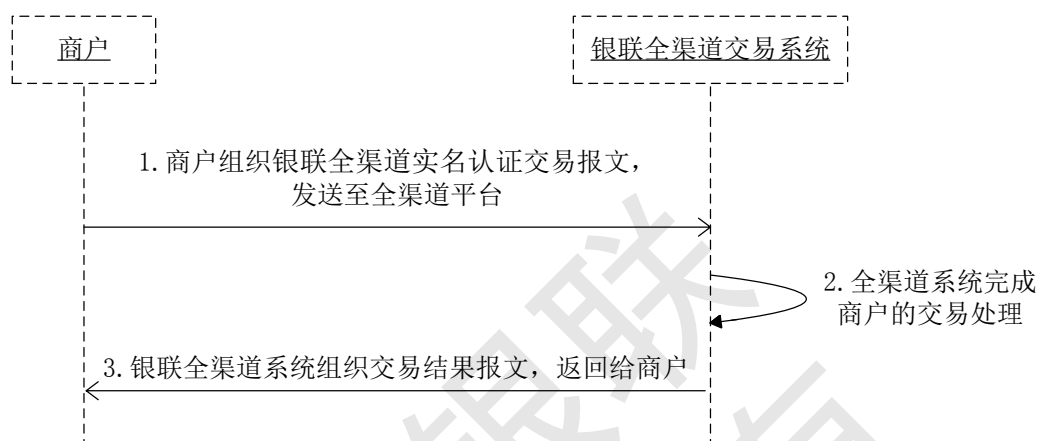 商户
银联全渠道交易系统
1.商户组织银联全渠道实名认证交易报文，
发送至全渠道平台
2.全渠道系统完成
商户的交易处理
3.银联全渠道系统组织交易结果报文，返回给商户
银联